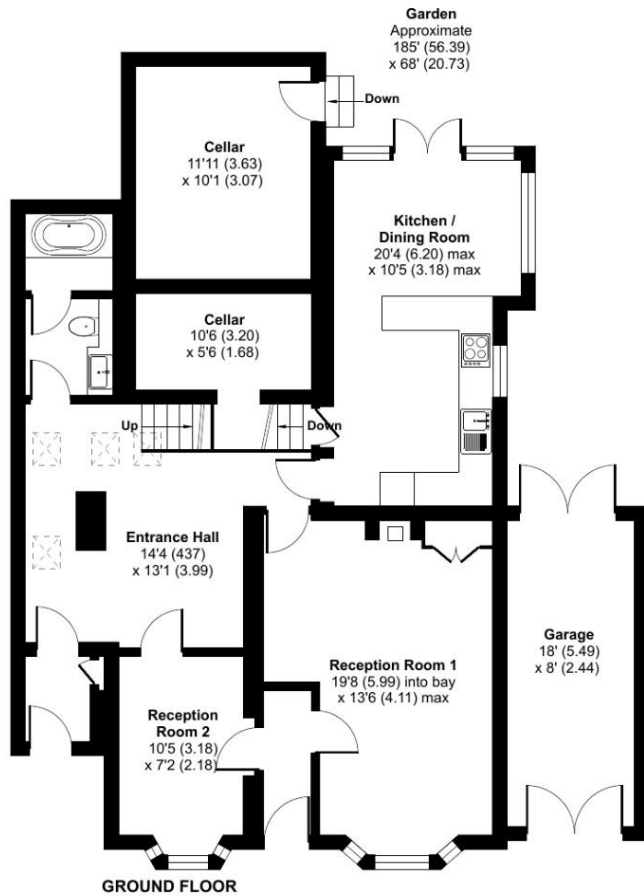 Garden
Approximate
185' (56.39)
x 68' (20.73)
Down
Cellar
11'11 (3.63)
x 10'1 (3.07)
Kitchen /
Dining Room
20'4 (6.20) max
x 10'5 (3.18) max
Cellar
10'6 (3.20)
x 5'6 (1.68)
Up
Down
Entrance Hall
14'4 (437)
x 13'1 (3.99)
Garage
18' (5.49)
x 8' (2.44)
Reception Room 1
19'8 (5.99) into bay
x 13'6 (4.11) max
Reception
Room 2
10'5 (3.18)
x 7'2 (2.18)
GROUND FLOOR